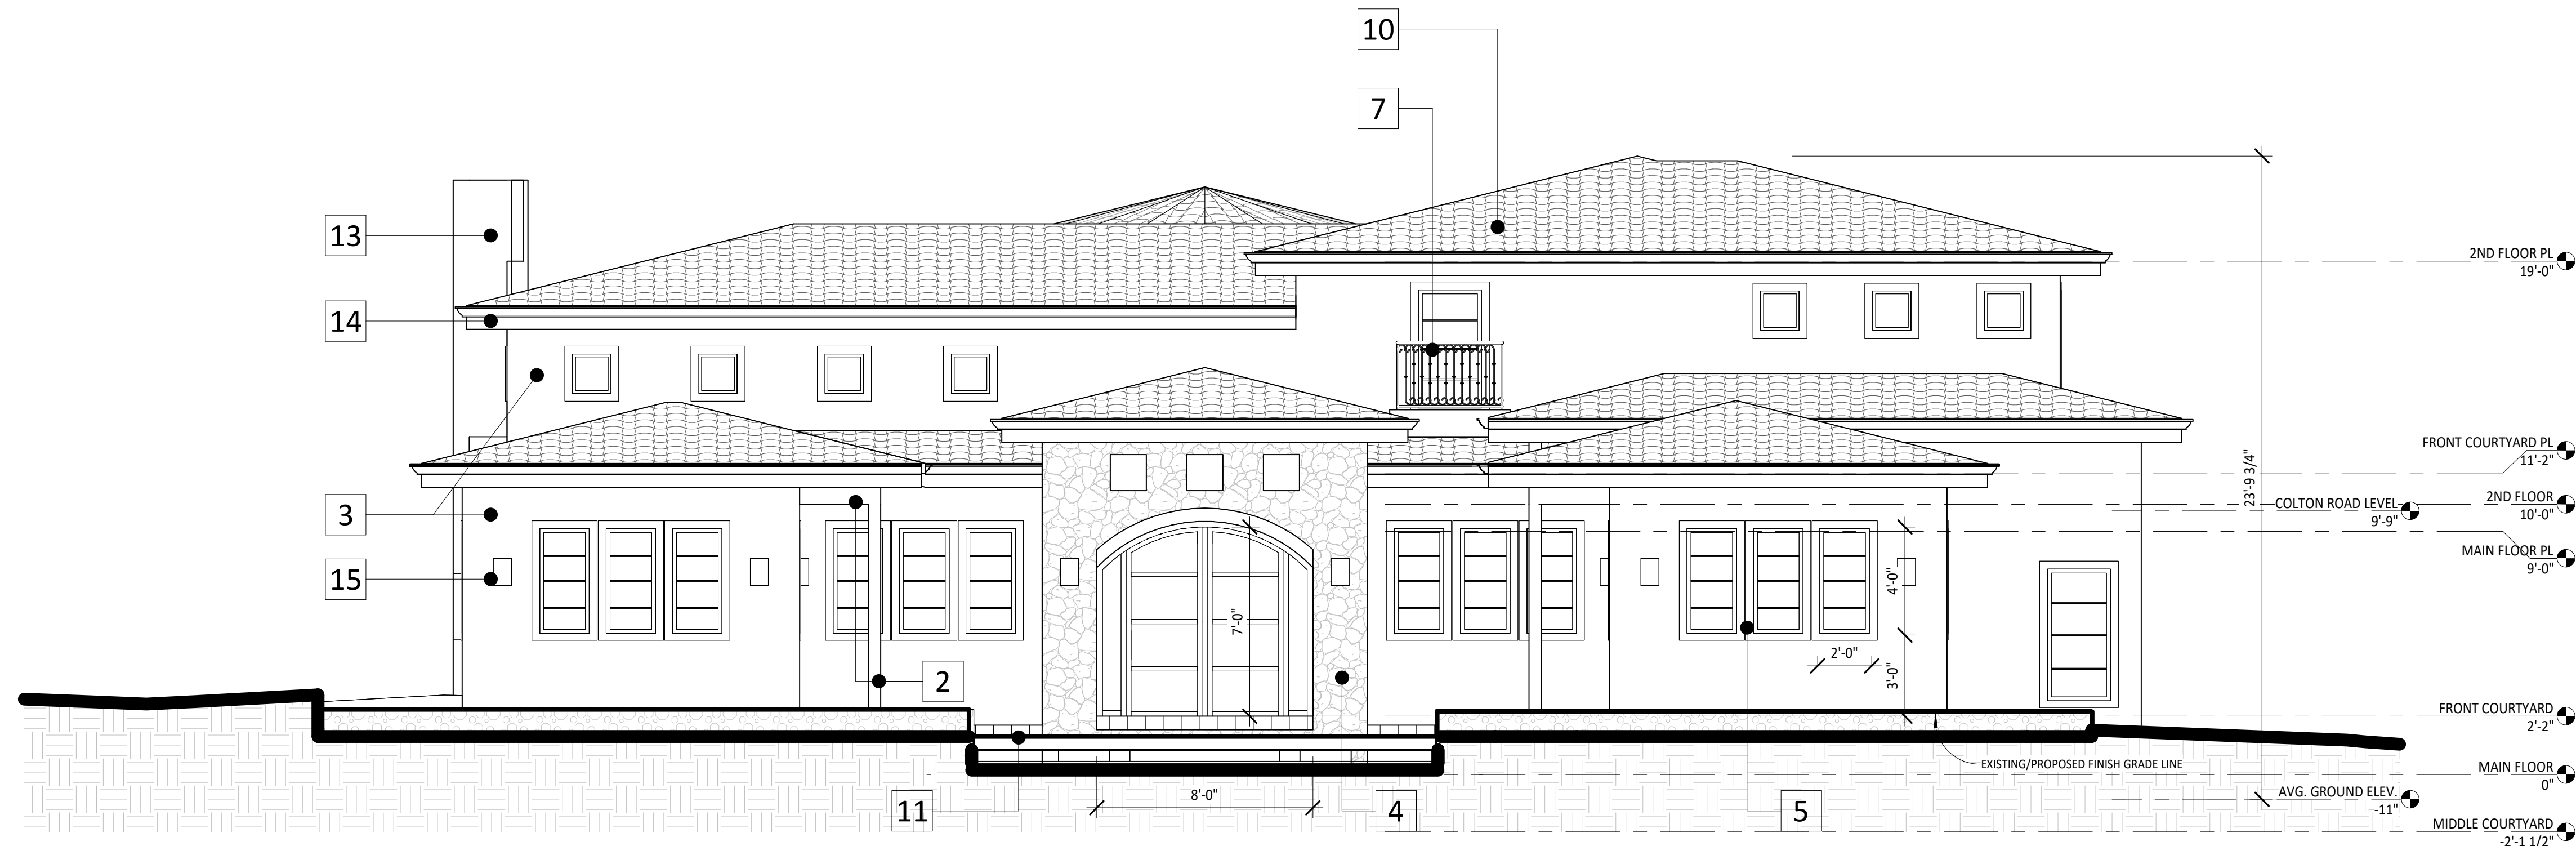 10
7
13
2ND FLOOR PL
19'-0"
14
FRONT COURTYARD PL
11'-2"
23'-9 3/4"
3
2ND FLOOR
10'-0"
COLTON ROAD LEVEL
9'-9"
MAIN FLOOR PL
9'-0"
15
4'-0"
7'-0"
2'-0"
3'-0"
2
FRONT COURTYARD
2'-2"
EXISTING/PROPOSED FINISH GRADE LINE
MAIN FLOOR
0"
8'-0"
AVG. GROUND ELEV.
-11"
11
4
5
MIDDLE COURTYARD
-2'-1 1/2"